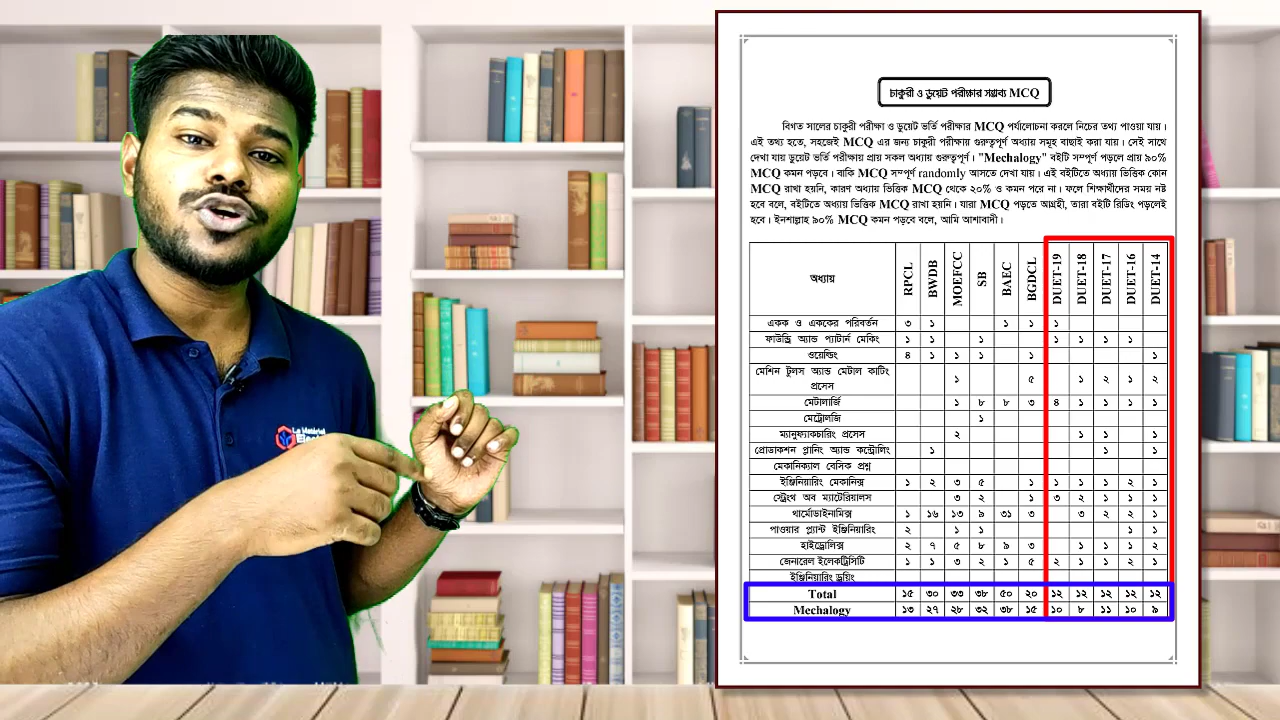 চাকুরী ও ডুয়েট পরীক্ষার সম্ভাব্য MCQ
বিগত সালের চাকুরী পরীক্ষা ও ডুয়েট ভর্তি পরীক্ষার MCQ পর্যালোচনা করলে নিচের তথ্য পাওয়া যায়।
এই তথ্য হতে, সহজেই MCQ এর জন্য চাকুরী পরীক্ষায় গুরুত্বপূর্ণ অধ্যায় সমূহ বাছাই করা যায়। সেই সাথে
দেখা যায় ডুয়েট ভর্তি পরীক্ষায় প্রায় সকল অধ্যায় গুরুত্বপূর্ণ। "Mechalogy" বইটি সম্পূর্ণ পড়লে প্রায় ৯০%
MCQ কমন পড়বে। বাকি MCQ সম্পূর্ণ randomly আসতে দেখা যায়। এই বইটিতে অধ্যায় ভিত্তিক কোন
MCQ রাখা হয়নি, কারণ অধ্যায় ভিত্তিক MCQ থেকে ২০% ও কমন পরে না। ফলে শিক্ষার্থীদের সময় নষ্ট
হবে বলে, বইটিতে অধ্যায় ভিত্তিক MCQ রাখা হয়নি। যারা MCQ পড়তে আগ্রহী, তারা বইটি রিডিং পড়লেই
হবে। ইনশাল্লাহ ৯০% MCQ কমন পড়বে বলে, আমি আশাবাদী।
অধ্যায় RPCL BWDB MOEFCC SB BAEC BGDCL DUET-19 DUET-18 DUET-17 DUET-16 DUET-14
একক ও এককের পরিবর্তন ৩ ১ ১ ১ ১
ফাউন্ড্রি অ্যান্ড প্যাটার্ন মেকিং ১ ১ ১ ১ ১ ১ ১
ওয়েল্ডিং ৪ ১ ১ ১ ১ ১
মেশিন টুলস অ্যান্ড মেটাল কাটিং
প্রসেস ১ ৫ ১ ২ ১ ২
মেটালার্জি ১ ৮ ৮ ৩ ৪ ১ ১ ১ ১
মেট্রোলজি ১
ম্যানুফ্যাকচারিং প্রসেস ২ ১ ১ ১
প্রোডাকশন প্লানিং অ্যান্ড কন্ট্রোলিং ১ ১ ১
মেকানিক্যাল বেসিক প্রশ্ন
ইঞ্জিনিয়ারিং মেকানিক্স ১ ২ ৩ ৫ ১ ১ ১ ১ ২ ১
স্ট্রেংথ অব ম্যাটেরিয়ালস ৩ ২ ১ ৩ ২ ১ ১ ১
থার্মোডাইনামিক্স ১ ১৬ ১৩ ৯ ৩১ ৩ ৩ ২ ২ ১
পাওয়ার প্ল্যান্ট ইঞ্জিনিয়ারিং ২ ১ ১ ১ ১
হাইড্রোলিক্স ২ ৭ ৫ ৮ ৯ ৩ ১ ১ ১ ২
জেনারেল ইলেকট্রিসিটি ১ ১ ৩ ২ ১ ৫ ২ ১ ১ ২ ১
ইঞ্জিনিয়ারিং ড্রয়িং
Total ১৫ ৩০ ৩৩ ৩৮ ৫০ ২০ ১২ ১২ ১২ ১২ ১২
Mechalogy ১৩ ২৭ ২৮ ৩২ ৩৮ ১৫ ১০ ৮ ১১ ১০ ৯